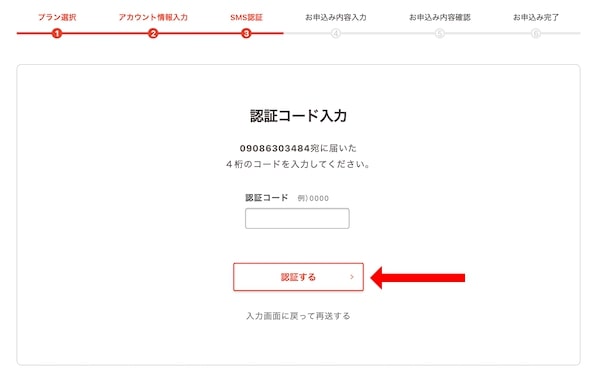 プラン選択 アカウント情報入力 SMS認証 お申込み内容入力 お申込み内容確認 お申込み完了
1 2 3 4 5 6
認証コード入力
09086303484宛に届いた
4桁のコードを入力してください。
認証コード 例)0000
認証する
入力画面に戻って再送する